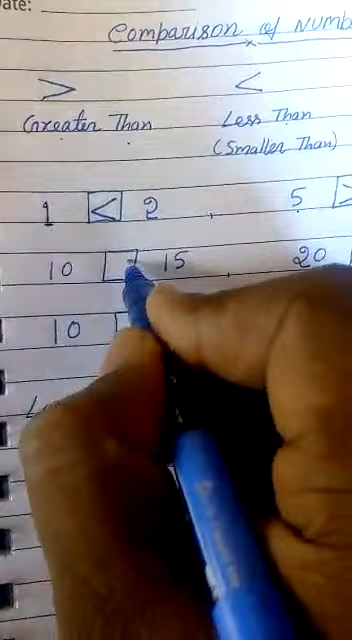 Date:
Comparison of Numb
> <
Greater Than Less Than
(Smaller Than)
1 < 2 , 5 >
10 15 , 20
10